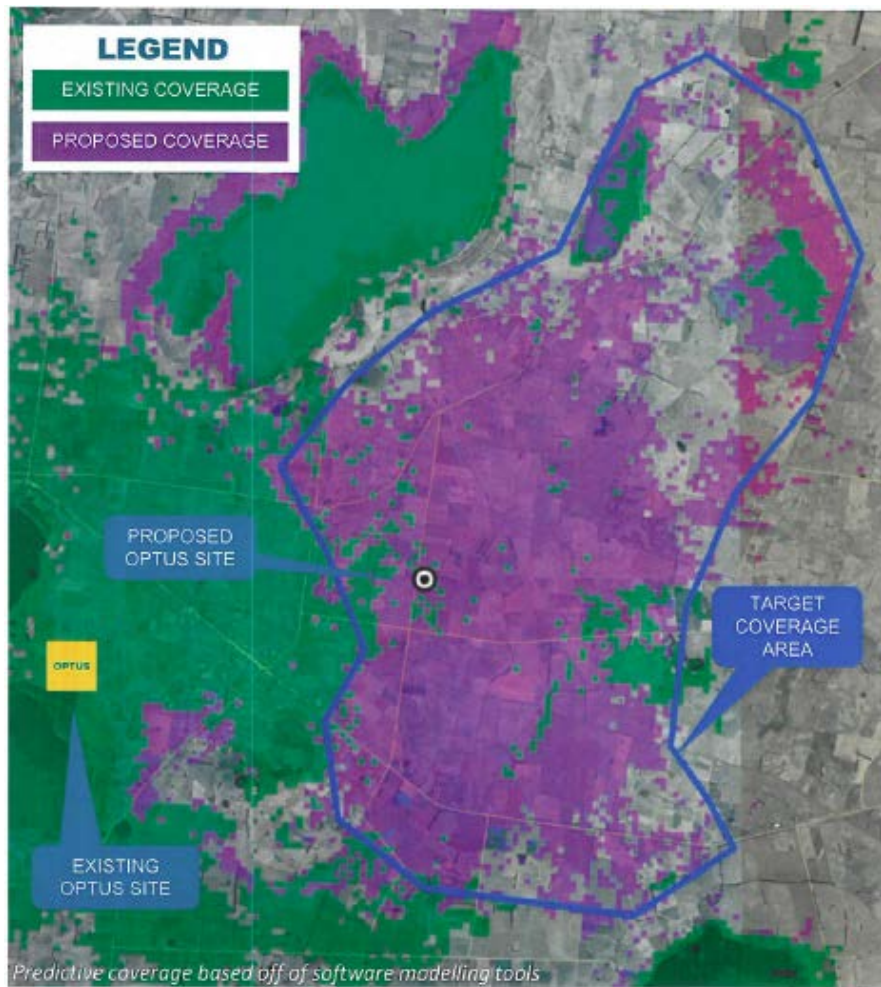 LEGEND
EXISTING COVERAGE
PROPOSED COVERAGE
PROPOSED
OPTUS SITE
TARGET
COVERAGE
AREA
OPTUS
EXISTING
OPTUS SITE
Predictive coverage based off of software modelling tools